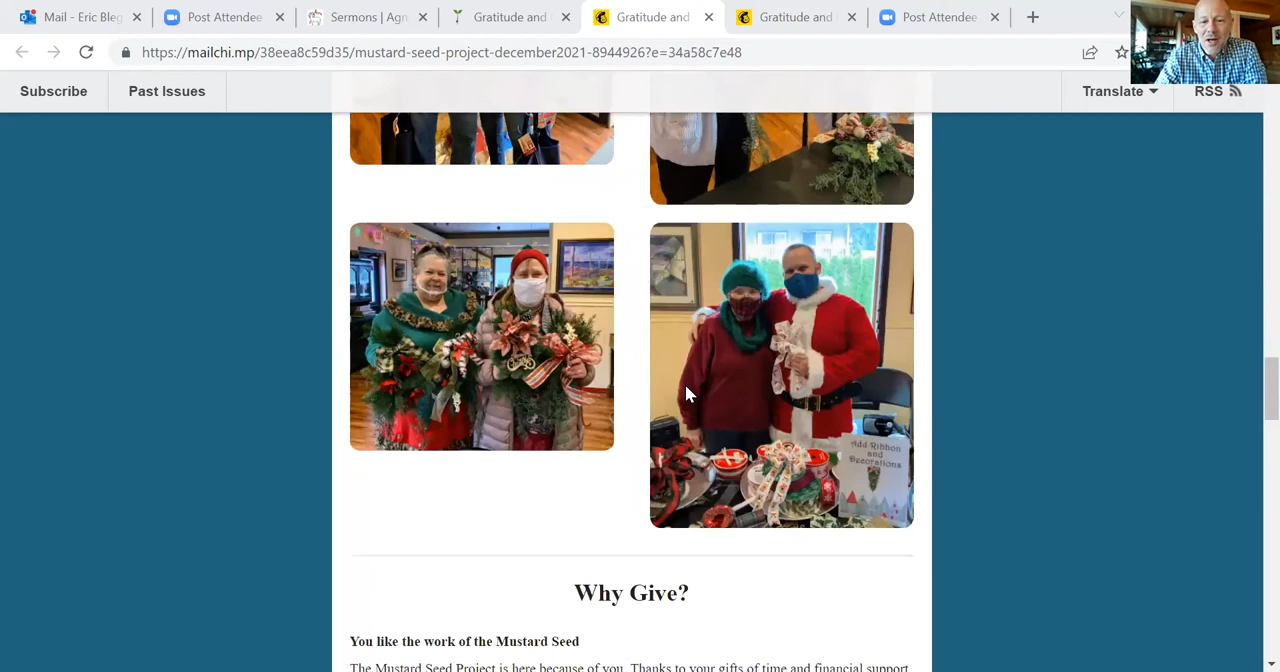 Mail - Eric Bleg
Post Attendee
Sermons | Agn
Gratitude and
Gratitude and
Gratitude and
Post Attendee
https://mailchi.mp/38eea8c59d35/mustard-seed-project-december2021-8944926?e=34a58c7e48
Subscribe
Past Issues
Translate
RSS
Add Ribbon
and
Decorations
Why Give?
You like the work of the Mustard Seed
The Mustard Seed Project is here because of you. Thanks to your gifts of time and financial support